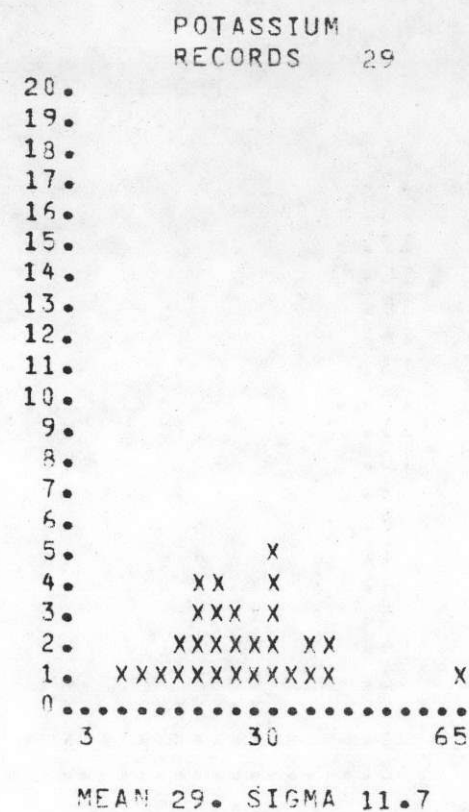 POTASSIUM
RECORDS 29
20.
19.
18.
17.
16.
15.
14.
13.
12.
11.
10.
9.
8.
7.
6.
5. X
4. XX X
3. XXX X
2. XXXXXX XX
1. XXXXXXXXXXXX X
0......................
3 30 65
MEAN 29. SIGMA 11.7